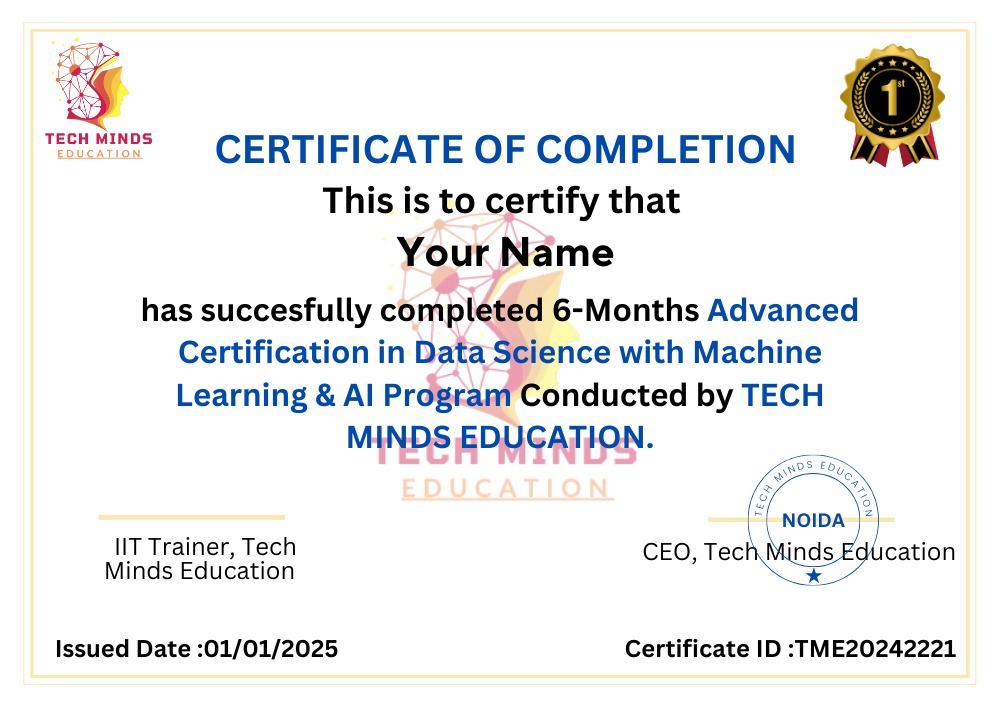 TECH MINDS
EDUCATION
1st
CERTIFICATE OF COMPLETION
This is to certify that
Your Name
has succesfully completed 6-Months Advanced
Certification in Data Science with Machine
Learning & AI Program Conducted by TECH
MINDS EDUCATION.
TECH MINDS
EDUCATION
TECH MINDS EDUCATION
NOIDA
IIT Trainer, Tech
Minds Education
CEO, Tech Minds Education
Issued Date :01/01/2025
Certificate ID :TME20242221